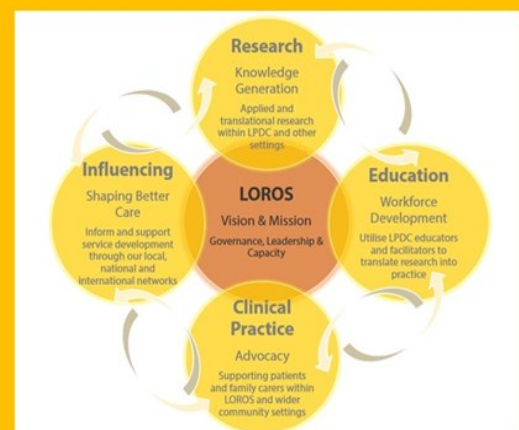 Research
Knowledge
Generation
Applied and
translational research
within LPDC and other
settings
Influencing
Shaping Better
Care
Inform and support
service development
through our local,
national and
international networks
LOROS
Vision & Mission
Governance, Leadership &
Capacity
Education
Workforce
Development
Utilise LPDC educators
and facilitators to
translate research into
practice
Clinical
Practice
Advocacy
Supporting patients
and family carers within
LOROS and wider
community settings